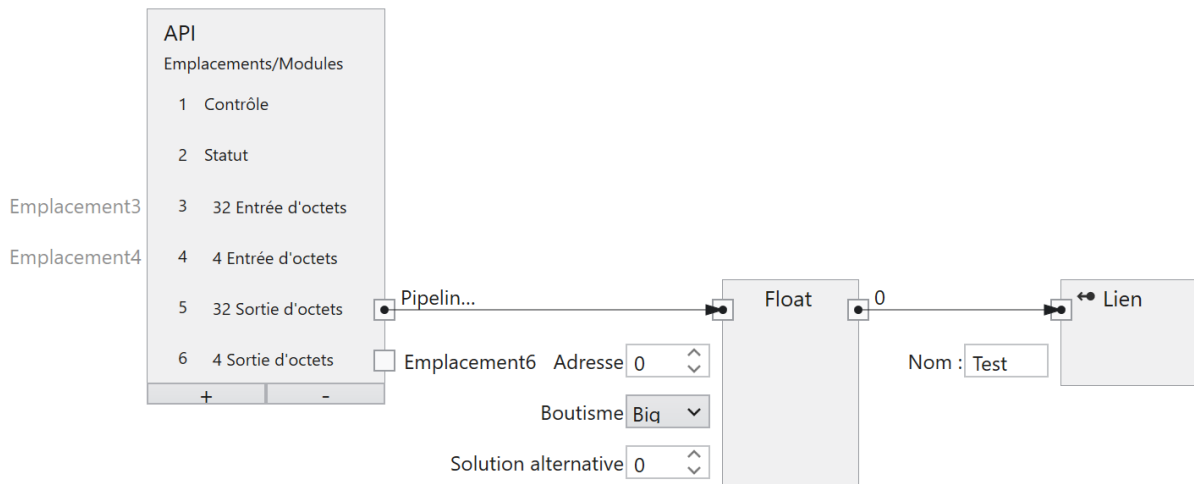 API
Emplacements/Modules
1 Contrôle
2 Statut
Emplacement3 3 32 Entrée d'octets
Emplacement4 4 4 Entrée d'octets
5 32 Sortie d'octets Pipelin... Float 0 Lien
6 4 Sortie d'octets Emplacement6 Adresse 0 Nom : Test
+ -
Boutisme Big
Solution alternative 0